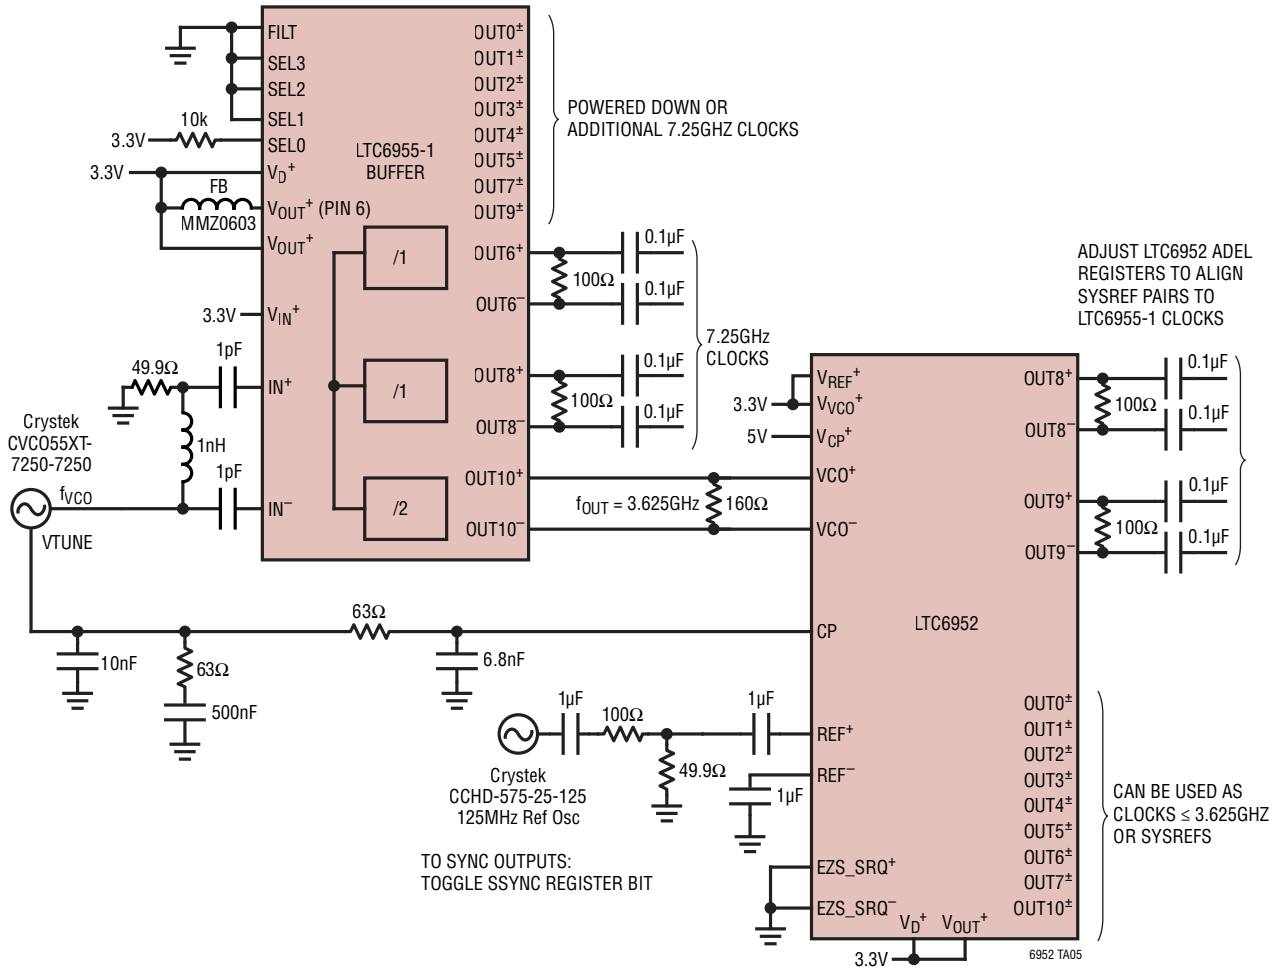 FILT
SEL3
SEL2
SEL1
10k
3.3V
SEL0
3.3V
VD+
FB
MMZ0603
VOUT+ (PIN 6)
VOUT+
3.3V
VIN+
LTC6955-1
BUFFER
/1
/1
/2
OUT0±
OUT1±
OUT2±
OUT3±
OUT4±
OUT5±
OUT7±
OUT9±
POWERED DOWN OR
ADDITIONAL 7.25GHZ CLOCKS
OUT6+
0.1µF
100Ω
OUT6–
0.1µF
7.25GHz
CLOCKS
OUT8+
0.1µF
100Ω
OUT8–
0.1µF
OUT10+
fOUT = 3.625GHz
160Ω
OUT10–
1pF
49.9Ω
IN+
1nH
Crystek
CVCO55XT-
7250-7250
1pF
fVCO
IN–
VTUNE
63Ω
10nF
63Ω
500nF
6.8nF
ADJUST LTC6952 ADEL
REGISTERS TO ALIGN
SYSREF PAIRS TO
LTC6955-1 CLOCKS
VREF+
3.3V
VVCO+
5V
VCP+
VCO+
VCO–
CP
LTC6952
OUT8+
0.1µF
100Ω
OUT8–
0.1µF
OUT9+
0.1µF
100Ω
OUT9–
0.1µF
1µF
100Ω
1µF
REF+
49.9Ω
REF–
1µF
Crystek
CCHD-575-25-125
125MHz Ref Osc
TO SYNC OUTPUTS:
TOGGLE SSYNC REGISTER BIT
EZS_SRQ+
EZS_SRQ–
OUT0±
OUT1±
OUT2±
OUT3±
OUT4±
OUT5±
OUT6±
OUT7±
OUT10±
CAN BE USED AS
CLOCKS ≤ 3.625GHZ
OR SYSREFS
VD+
VOUT+
3.3V
6952 TA05